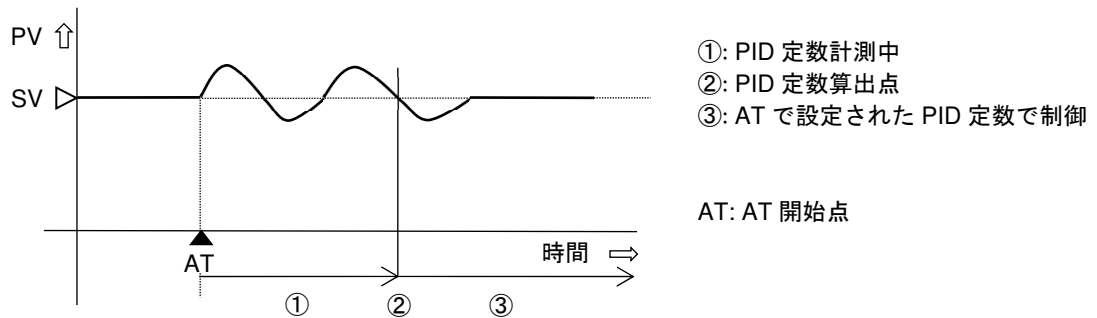 PV ⇧
SV
AT
時間 ⇨
① ② ③
①: PID 定数計測中
②: PID 定数算出点
③: AT で設定された PID 定数で制御
AT: AT 開始点